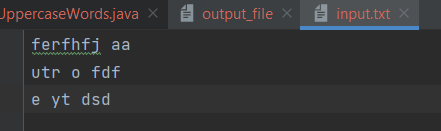 UppercaseWords.java output_file input.txt
ferfhfj aa
utr o fdf
e yt dsd